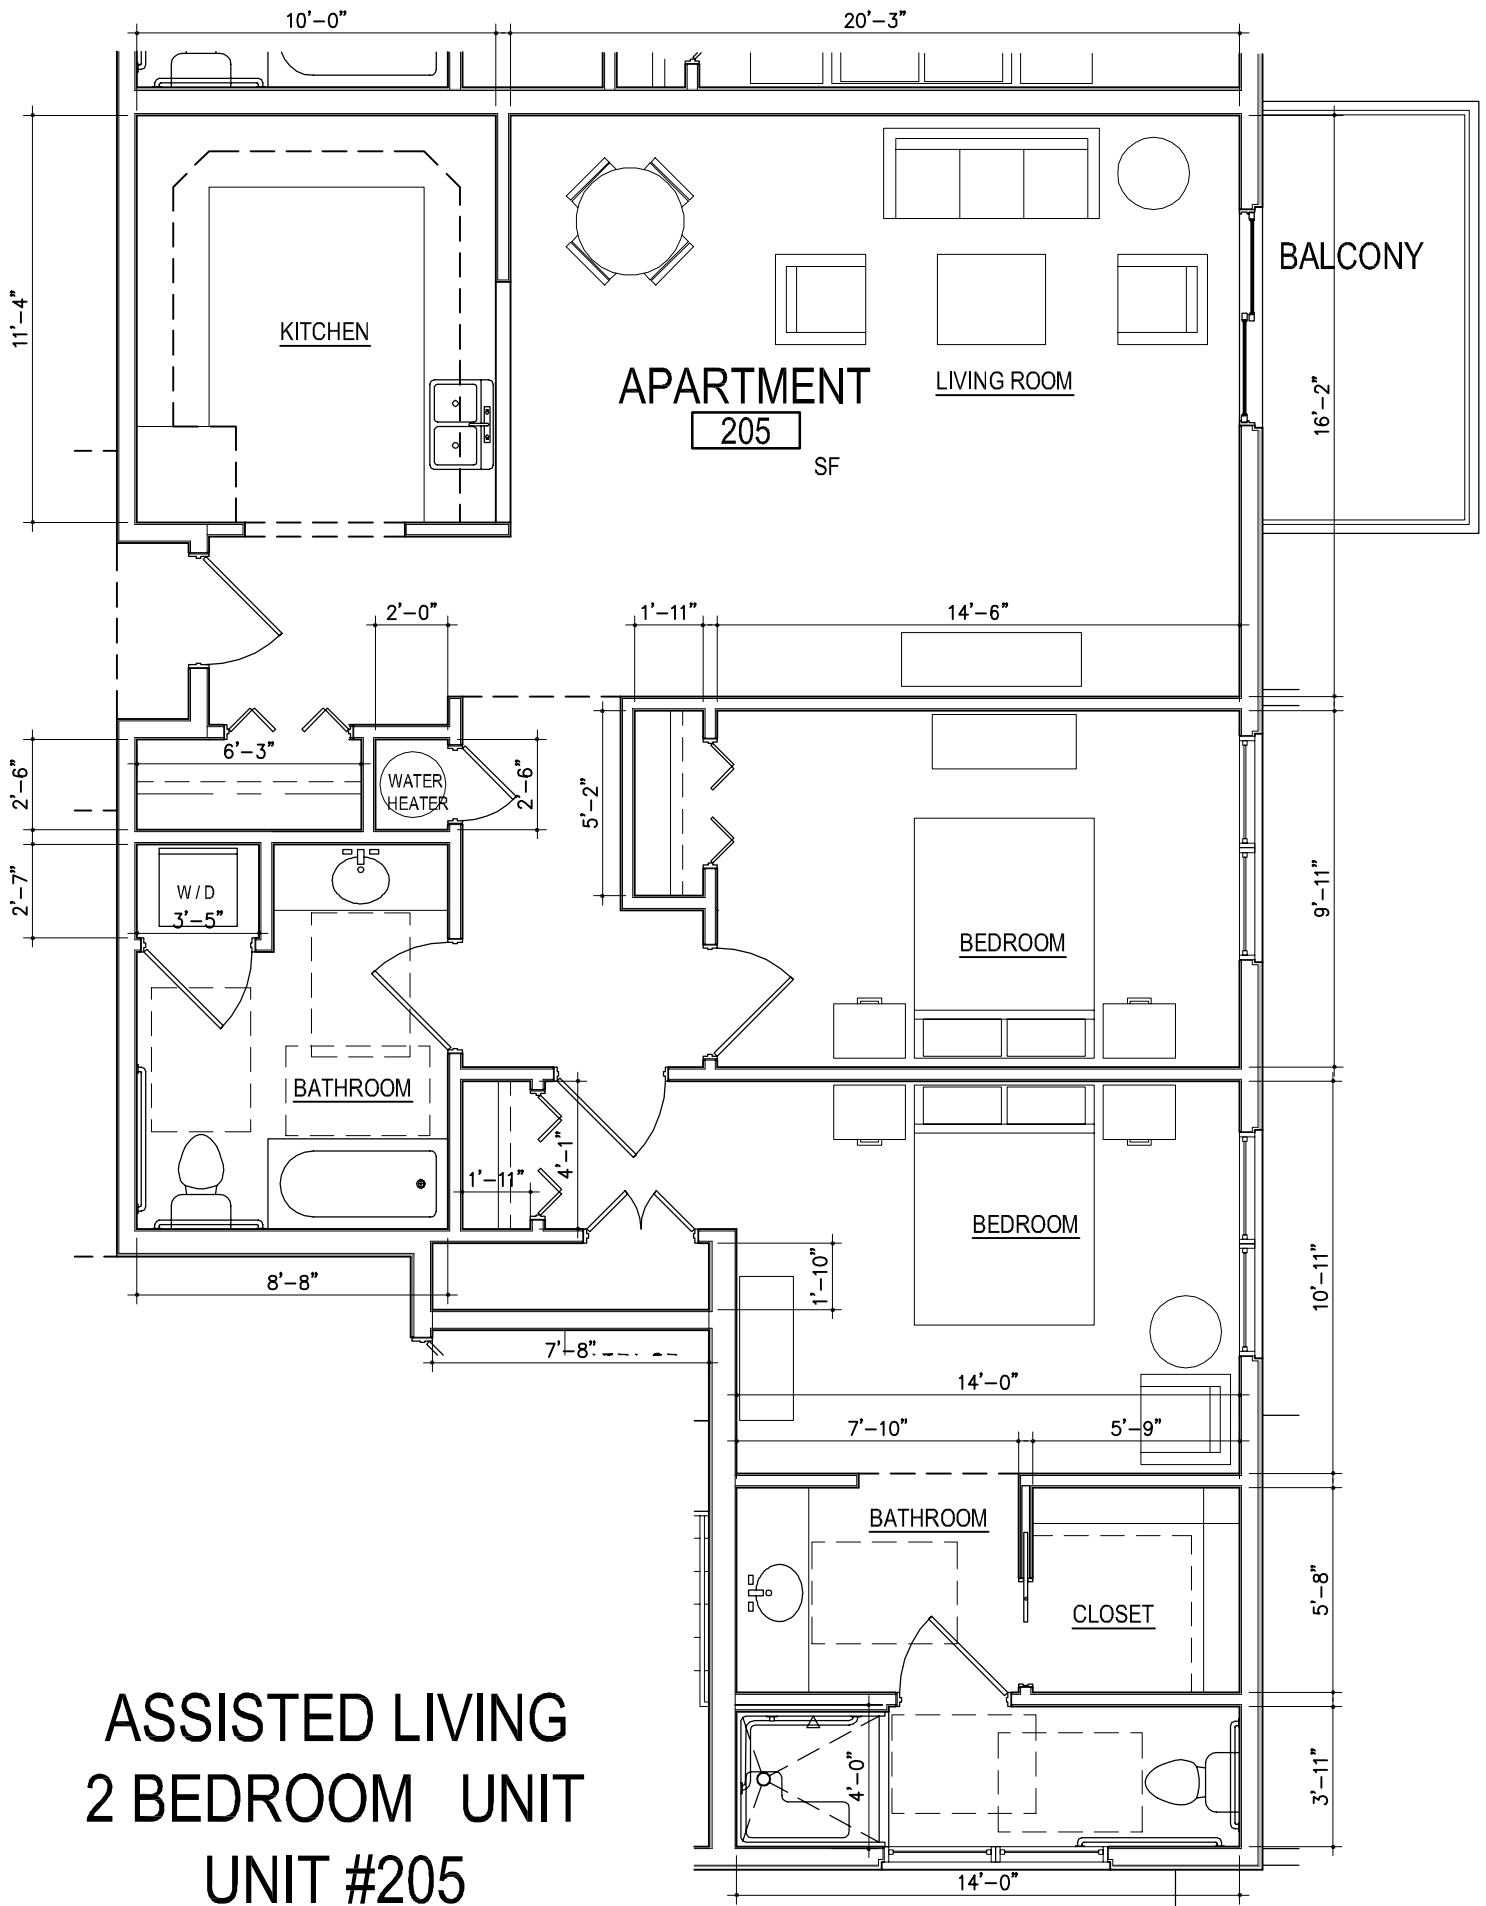 10'-0"
20'-3"
BALCONY
11'-4"
KITCHEN
APARTMENT
LIVING ROOM
205
16'-2"
SF
2'-0"
1'-11"
14'-6"
6'-3"
2'-6"
WATER
HEATER
2'-6"
5'-2"
2'-7"
W/D
3'-5"
9'-11"
BEDROOM
BATHROOM
4'-1"
1'-11"
BEDROOM
8'-8"
1'-10"
10'-11"
7'-8"
14'-0"
7'-10"
5'-9"
BATHROOM
5'-8"
CLOSET
ASSISTED LIVING
2 BEDROOM UNIT
UNIT #205
4'-0"
3'-11"
14'-0"